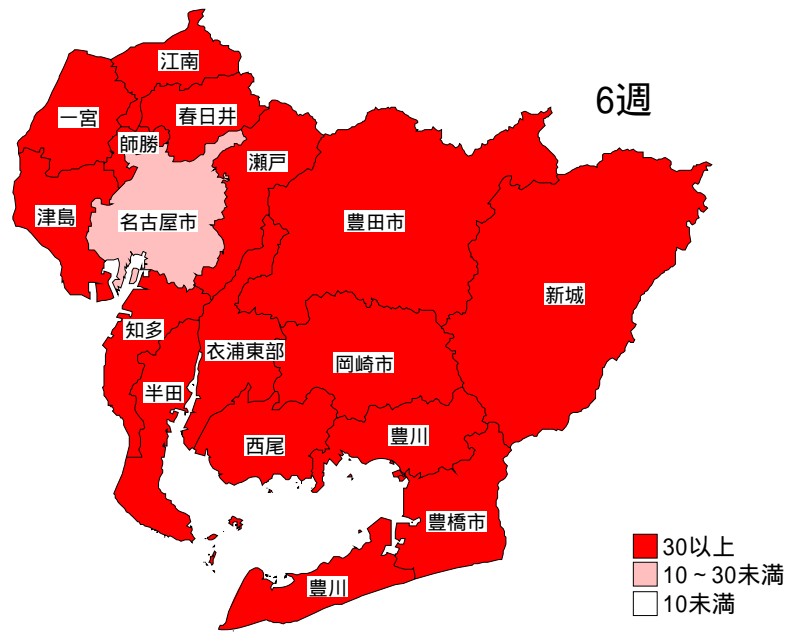 江南
6週
一宮
春日井
師勝
瀬戸
津島
名古屋市
豊田市
新城
知多
衣浦東部
岡崎市
半田
豊川
西尾
豊橋市
豊川
30以上
10~30未満
10未満